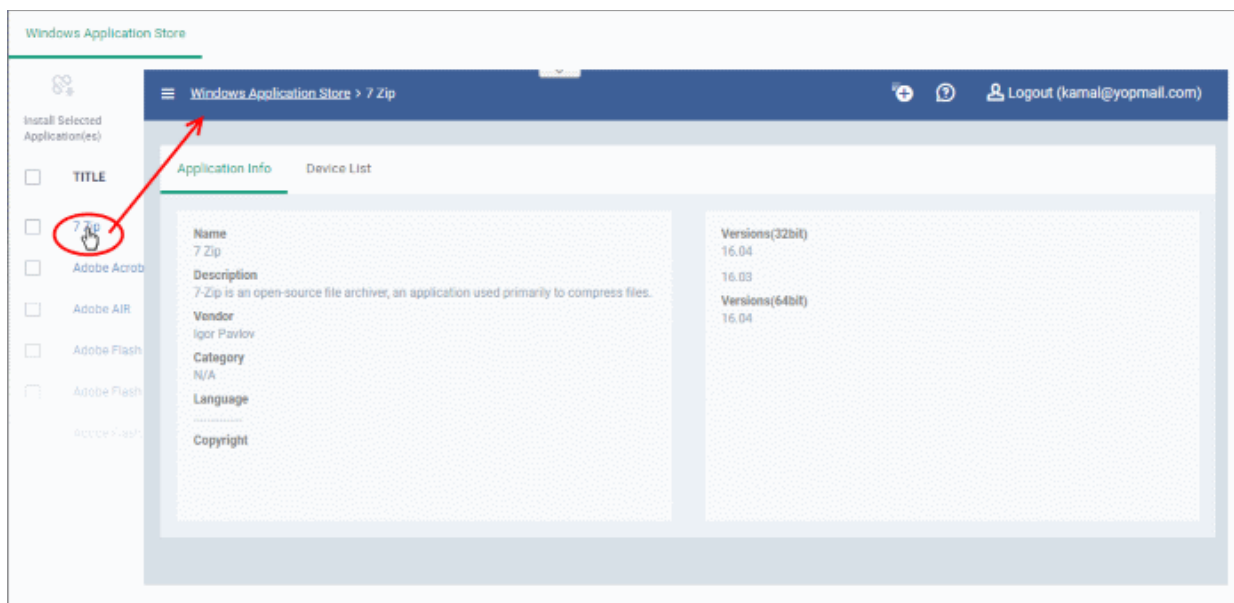 Windows Application Store
Install Selected
Application(es)
TITLE
7 Zip
Adobe Acrob
Adobe AIR
Adobe Flash
Adobe Flash
Windows Application Store > 7 Zip
Logout (kamal@yopmail.com)
Application Info
Device List
Name
7 Zip
Description
7-Zip is an open-source file archiver, an application used primarily to compress files.
Vendor
Igor Pavlov
Category
N/A
Language
Copyright
Versions(32bit)
16.04
16.03
Versions(64bit)
16.04